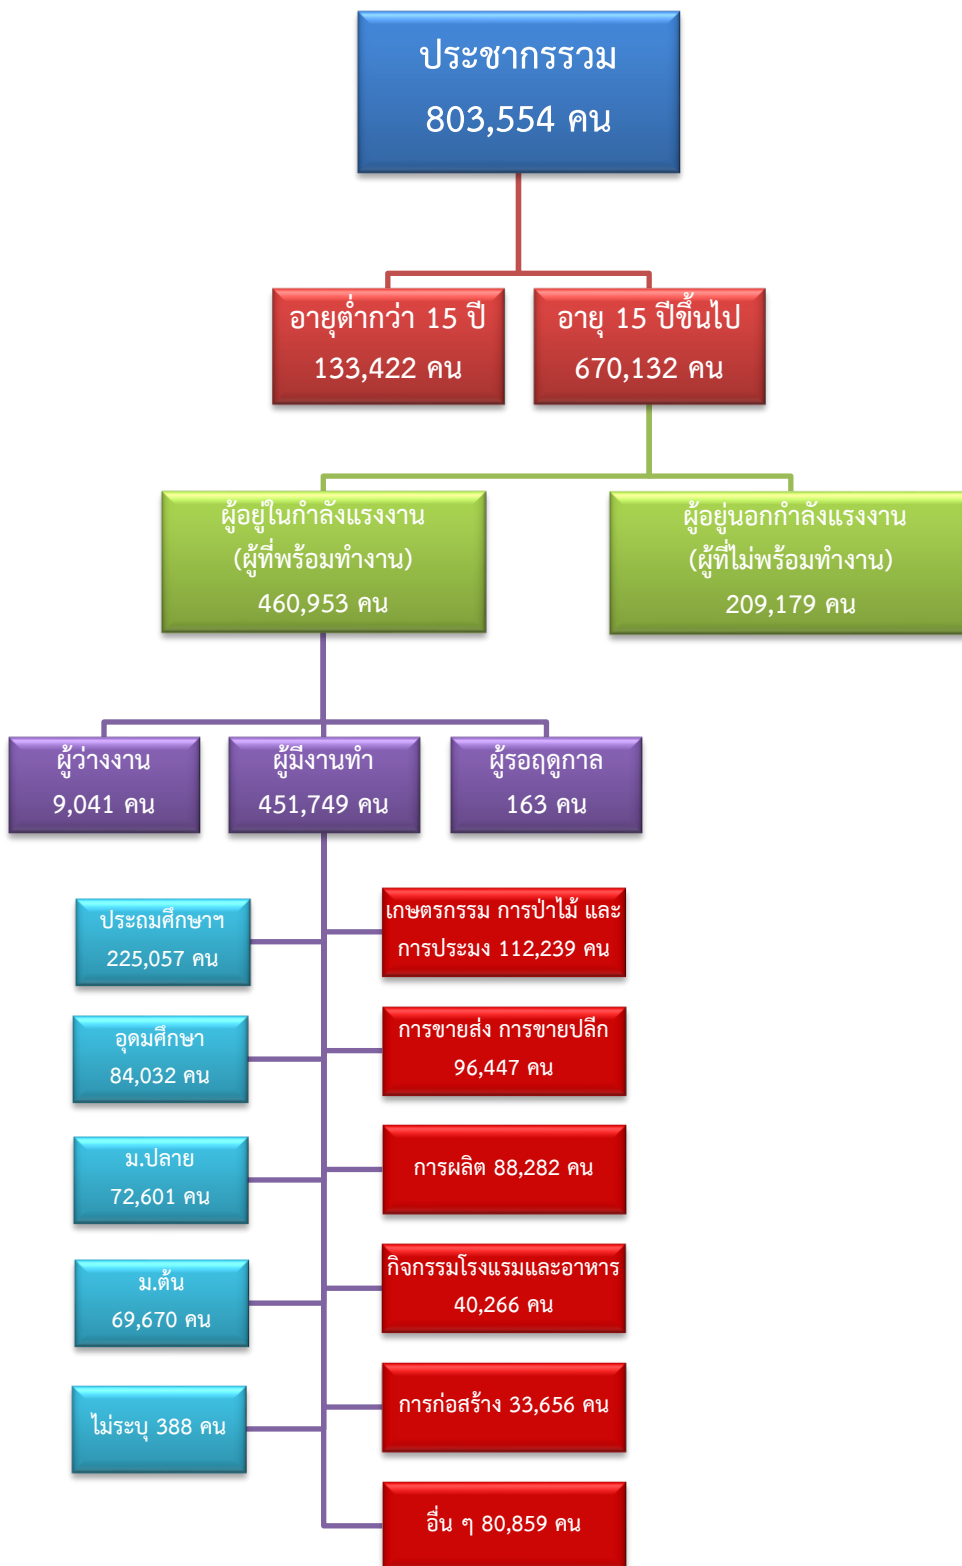 ประชากรรวม
803,554 คน
อายุต่ำกว่า 15 ปี
133,422 คน
อายุ 15 ปีขึ้นไป
670,132 คน
ผู้อยู่ในกำลังแรงงาน
(ผู้ที่พร้อมทำงาน)
460,953 คน
ผู้อยู่นอกกำลังแรงงาน
(ผู้ที่ไม่พร้อมทำงาน)
209,179 คน
ผู้ว่างงาน
9,041 คน
ผู้มีงานทำ
451,749 คน
ผู้รอฤดูกาล
163 คน
ประถมศึกษาฯ
225,057 คน
เกษตรกรรม การป่าไม้ และ
การประมง 112,239 คน
อุดมศึกษา
84,032 คน
การขายส่ง การขายปลีก
96,447 คน
ม.ปลาย
72,601 คน
การผลิต 88,282 คน
ม.ต้น
69,670 คน
กิจกรรมโรงแรมและอาหาร
40,266 คน
ไม่ระบุ 388 คน
การก่อสร้าง 33,656 คน
อื่น ๆ 80,859 คน